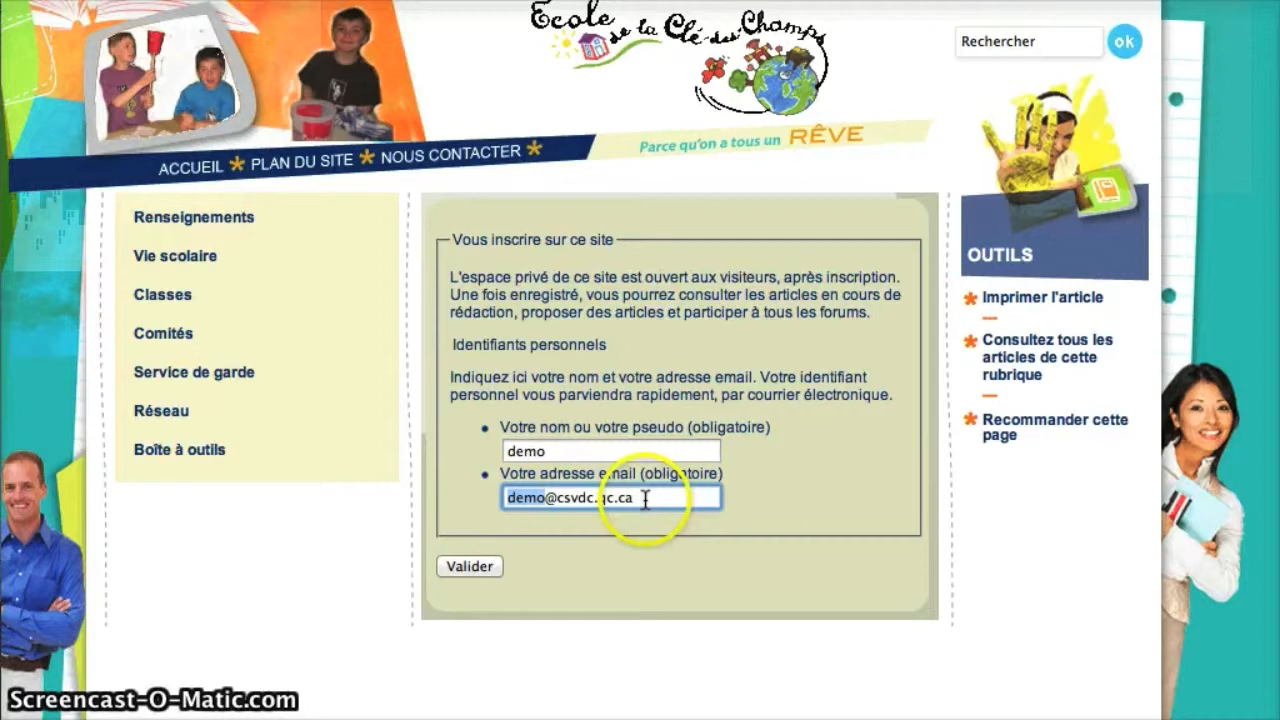 Ecole
de la Clé du Champs
Rechercher
ok
ACCUEIL * PLAN DU SITE * NOUS CONTACTER *
Parce qu'on a tous un RÊVE
Renseignements
Vie scolaire
Classes
Comités
Service de garde
Réseau
Boîte à outils
Vous inscrire sur ce site
L'espace privé de ce site est ouvert aux visiteurs, après inscription.
Une fois enregistré, vous pourrez consulter les articles en cours de
rédaction, proposer des articles et participer à tous les forums.
Identifiants personnels
Indiquez ici votre nom et votre adresse email. Votre identifiant
personnel vous parviendra rapidement, par courrier électronique.
• Votre nom ou votre pseudo (obligatoire)
demo
• Votre adresse email (obligatoire)
demo@csvdc.qc.ca
Valider
OUTILS
* Imprimer l'article
* Consultez tous les
articles de cette
rubrique
* Recommander cette
page
Screencast-O-Matic.com